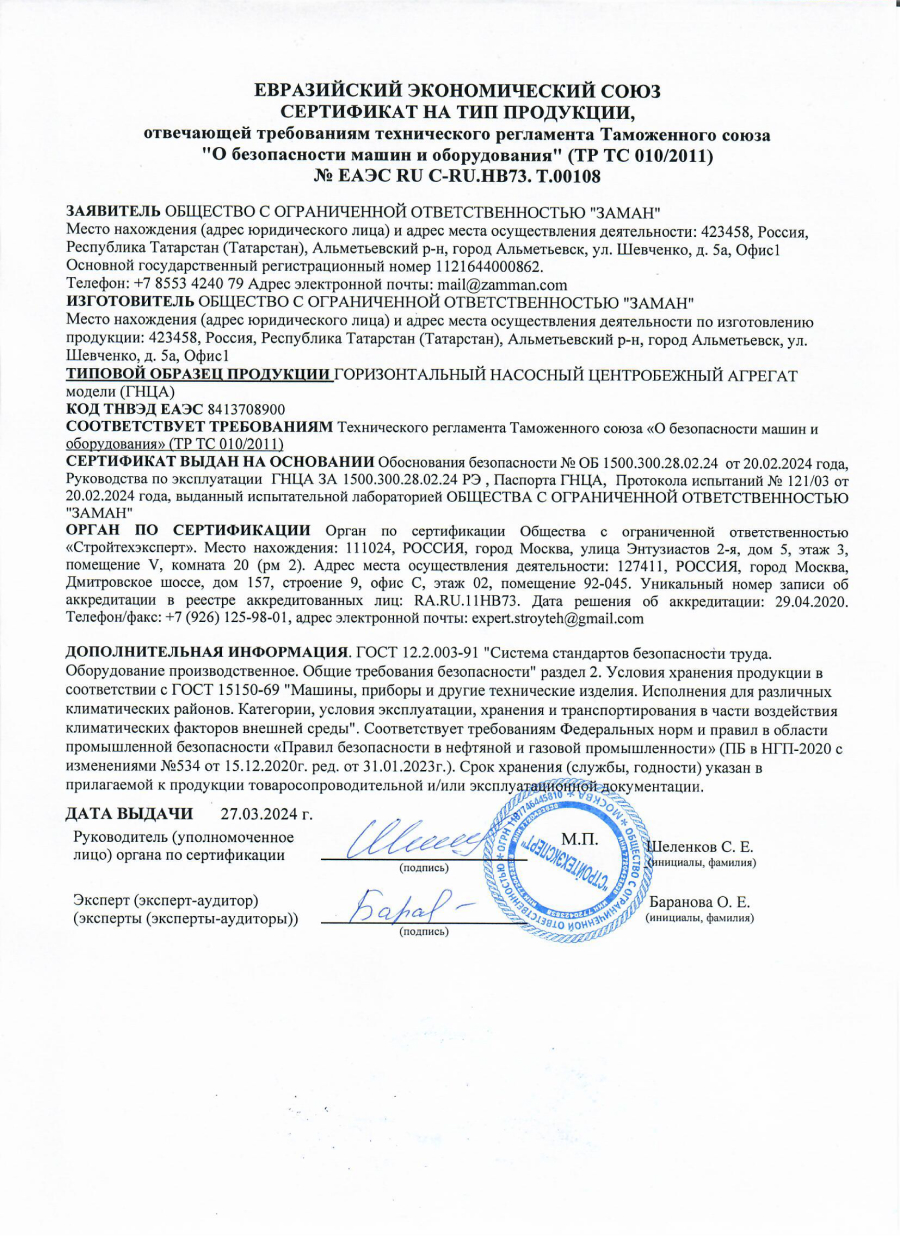 ЕВРАЗИЙСКИЙ ЭКОНОМИЧЕСКИЙ СОЮЗ
СЕРТИФИКАТ НА ТИП ПРОДУКЦИИ,
отвечающей требованиям технического регламента Таможенного союза
"О безопасности машин и оборудования" (ТР ТС 010/2011)
№ ЕАЭС RU C-RU.НВ73. Т.00108
ЗАЯВИТЕЛЬ ОБЩЕСТВО С ОГРАНИЧЕННОЙ ОТВЕТСТВЕННОСТЬЮ "ЗАМАН"
Место нахождения (адрес юридического лица) и адрес места осуществления деятельности: 423458, Россия,
Республика Татарстан (Татарстан), Альметьевский р-н, город Альметьевск, ул. Шевченко, д. 5а, Офис1
Основной государственный регистрационный номер 1121644000862.
Телефон: +7 8553 4240 79 Адрес электронной почты: mail@zamman.com
ИЗГОТОВИТЕЛЬ ОБЩЕСТВО С ОГРАНИЧЕННОЙ ОТВЕТСТВЕННОСТЬЮ "ЗАМАН"
Место нахождения (адрес юридического лица) и адрес места осуществления деятельности по изготовлению
продукции: 423458, Россия, Республика Татарстан (Татарстан), Альметьевский р-н, город Альметьевск, ул.
Шевченко, д. 5а, Офис1
ТИПОВОЙ ОБРАЗЕЦ ПРОДУКЦИИ ГОРИЗОНТАЛЬНЫЙ НАСОСНЫЙ ЦЕНТРОБЕЖНЫЙ АГРЕГАТ
модели (ГНЦА)
КОД ТНВЭД ЕАЭС 8413708900
СООТВЕТСТВУЕТ ТРЕБОВАНИЯМ Технического регламента Таможенного союза «О безопасности машин и
оборудования» (ТР ТС 010/2011)
СЕРТИФИКАТ ВЫДАН НА ОСНОВАНИИ Обоснования безопасности № ОБ 1500.300.28.02.24 от 20.02.2024 года,
Руководства по эксплуатации ГНЦА ЗА 1500.300.28.02.24 РЭ , Паспорта ГНЦА, Протокола испытаний № 121/03 от
20.02.2024 года, выданный испытательной лабораторией ОБЩЕСТВА С ОГРАНИЧЕННОЙ ОТВЕТСТВЕННОСТЬЮ
"ЗАМАН"
ОРГАН ПО СЕРТИФИКАЦИИ Орган по сертификации Общества с ограниченной ответственностью
«Стройтехэксперт». Место нахождения: 111024, РОССИЯ, город Москва, улица Энтузиастов 2-я, дом 5, этаж 3,
помещение V, комната 20 (рм 2). Адрес места осуществления деятельности: 127411, РОССИЯ, город Москва,
Дмитровское шоссе, дом 157, строение 9, офис С, этаж 02, помещение 92-045. Уникальный номер записи об
аккредитации в реестре аккредитованных лиц: RA.RU.11НВ73. Дата решения об аккредитации: 29.04.2020.
Телефон/факс: +7 (926) 125-98-01, адрес электронной почты: expert.stroyteh@gmail.com
ДОПОЛНИТЕЛЬНАЯ ИНФОРМАЦИЯ. ГОСТ 12.2.003-91 "Система стандартов безопасности труда.
Оборудование производственное. Общие требования безопасности" раздел 2. Условия хранения продукции в
соответствии с ГОСТ 15150-69 "Машины, приборы и другие технические изделия. Исполнения для различных
климатических районов. Категории, условия эксплуатации, хранения и транспортирования в части воздействия
климатических факторов внешней среды". Соответствует требованиям Федеральных норм и правил в области
промышленной безопасности «Правил безопасности в нефтяной и газовой промышленности» (ПБ в НГП-2020 с
изменениями №534 от 15.12.2020г. ред. от 31.01.2023г.). Срок хранения (службы, годности) указан в
прилагаемой к продукции товаросопроводительной и/или эксплуатационной документации.
ДАТА ВЫДАЧИ 27.03.2024 г.
Руководитель (уполномоченное
лицо) органа по сертификации
(подпись)
М.П.
Шеленков С. Е.
(инициалы, фамилия)
Эксперт (эксперт-аудитор)
(эксперты (эксперты-аудиторы))
(подпись)
Баранова О. Е.
(инициалы, фамилия)
ОБЩЕСТВО С ОГРАНИЧЕННОЙ ОТВЕТСТВЕННОСТЬЮ
МОСКВА
"СТРОЙТЕХЭКСПЕРТ"